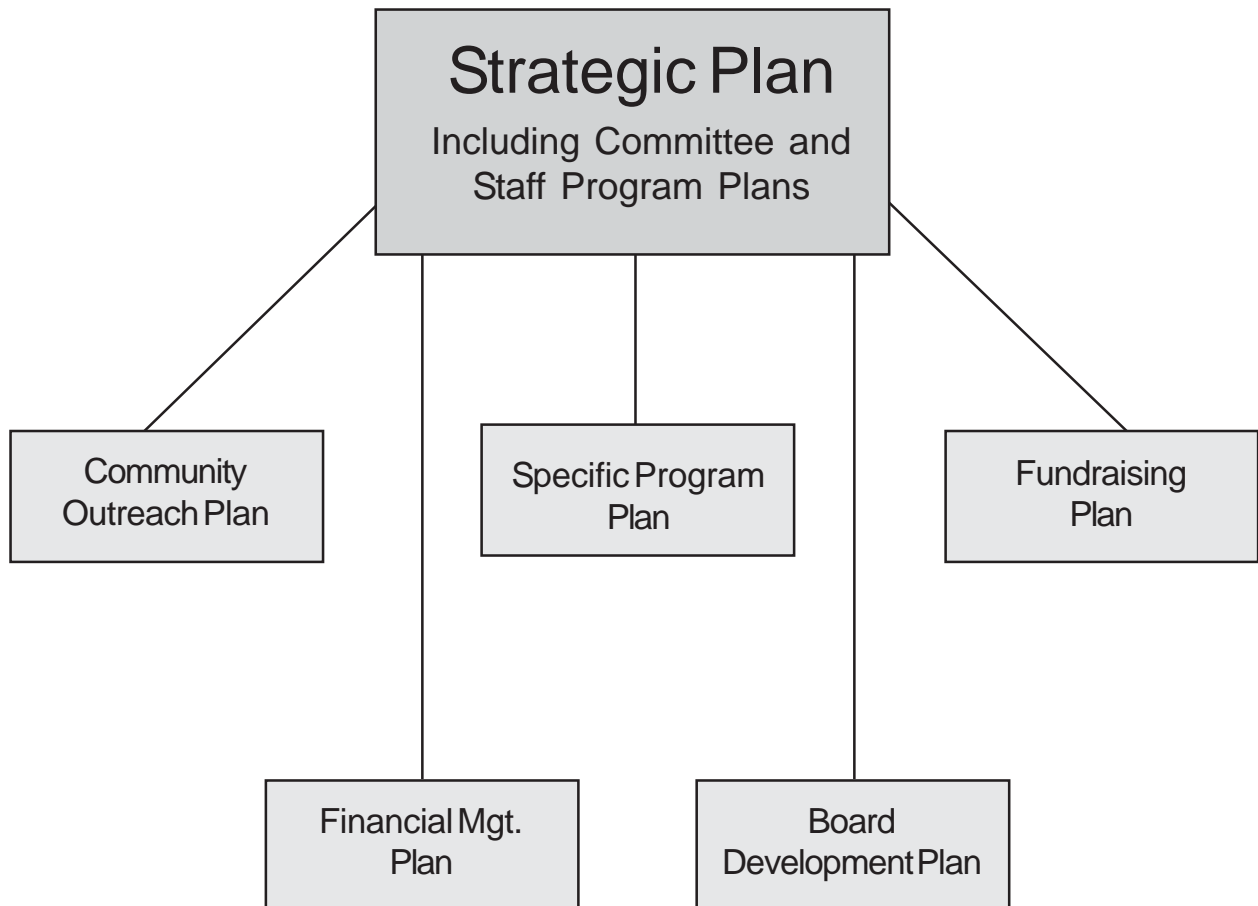 Strategic Plan
Including Committee and
Staff Program Plans
Community
Outreach Plan
Specific Program
Plan
Fundraising
Plan
Financial Mgt.
Plan
Board
Development Plan